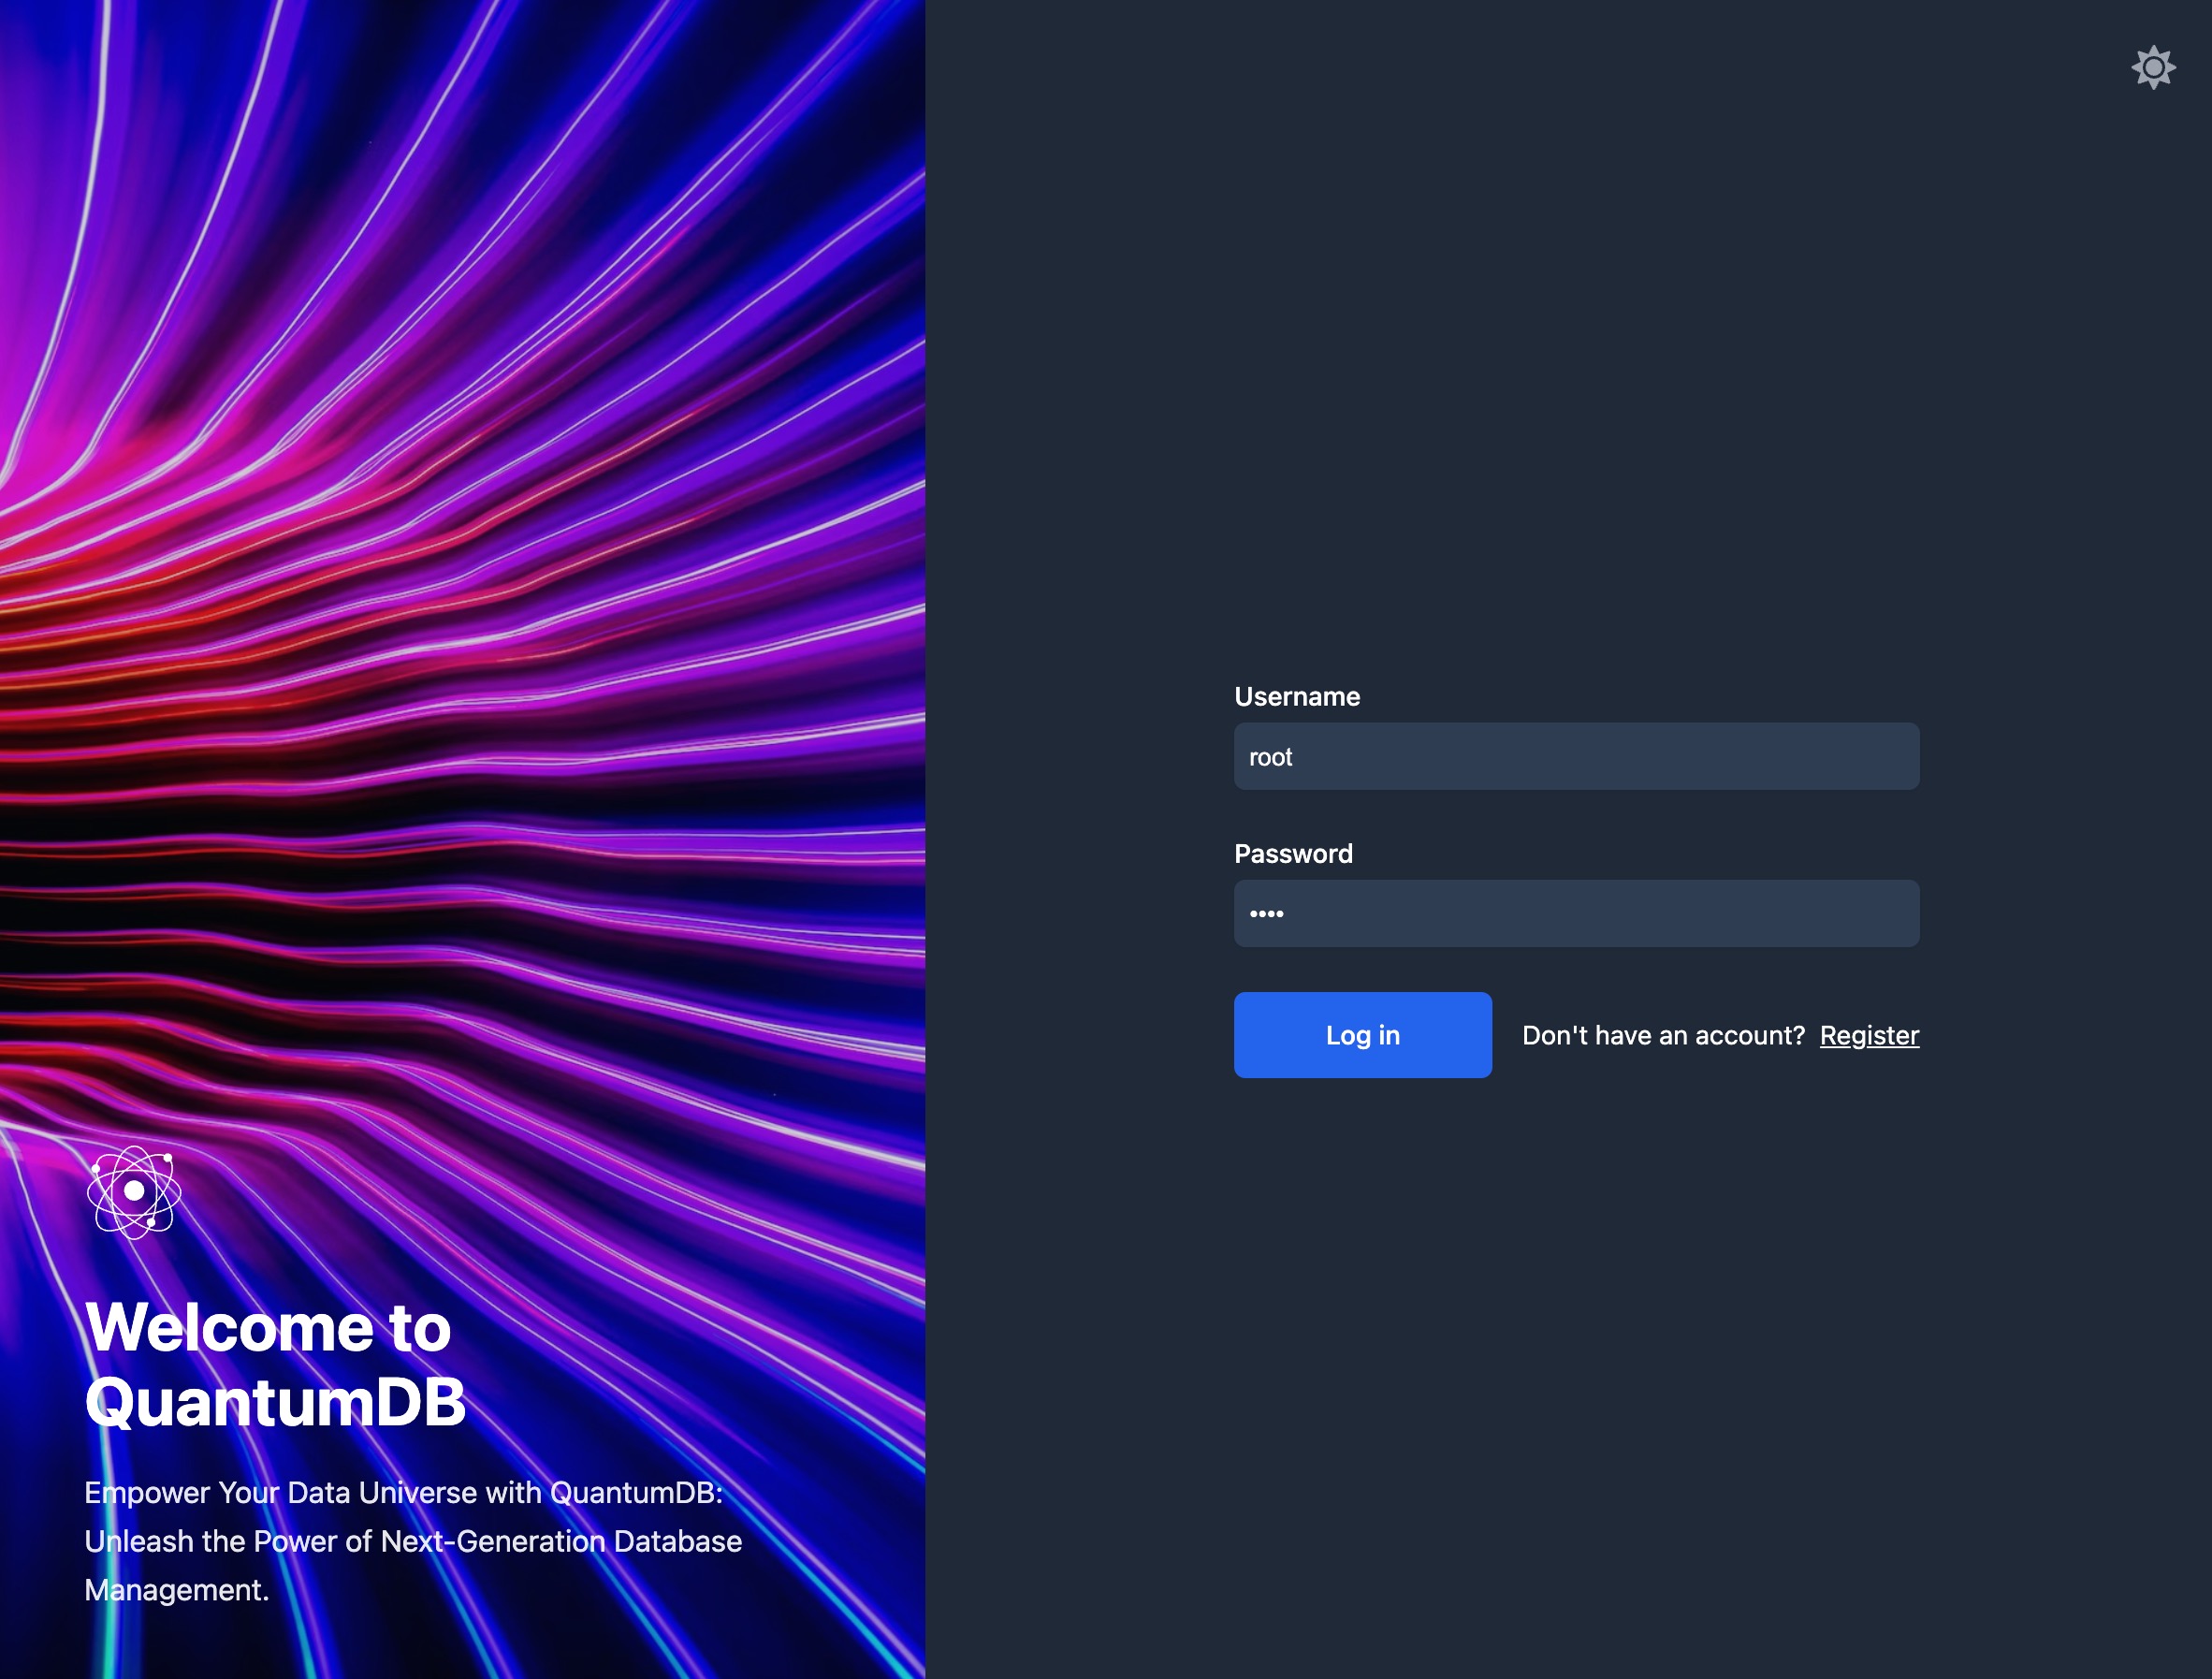 Welcome to
QuantumDB
Empower Your Data Universe with QuantumDB:
Unleash the Power of Next-Generation Database
Management.
Username
root
Password
••••
Log in
Don't have an account? Register